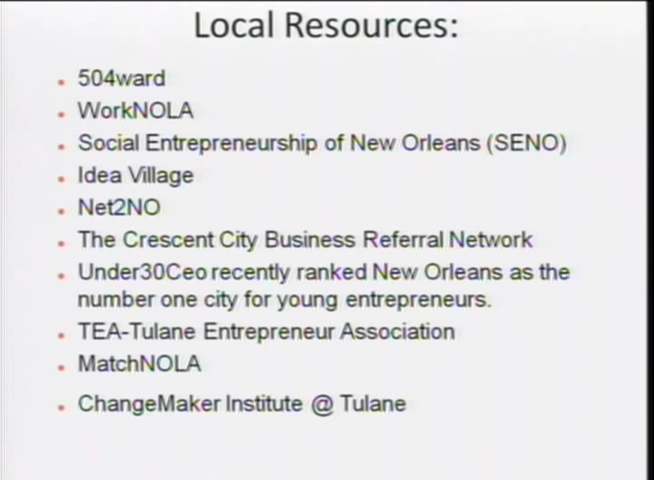 Local Resources:
504ward
WorkNOLA
Social Entrepreneurship of New Orleans (SENO)
Idea Village
Net2NO
The Crescent City Business Referral Network
Under30Ceo recently ranked New Orleans as the
number one city for young entrepreneurs.
TEA-Tulane Entrepreneur Association
MatchNOLA
ChangeMaker Institute @ Tulane